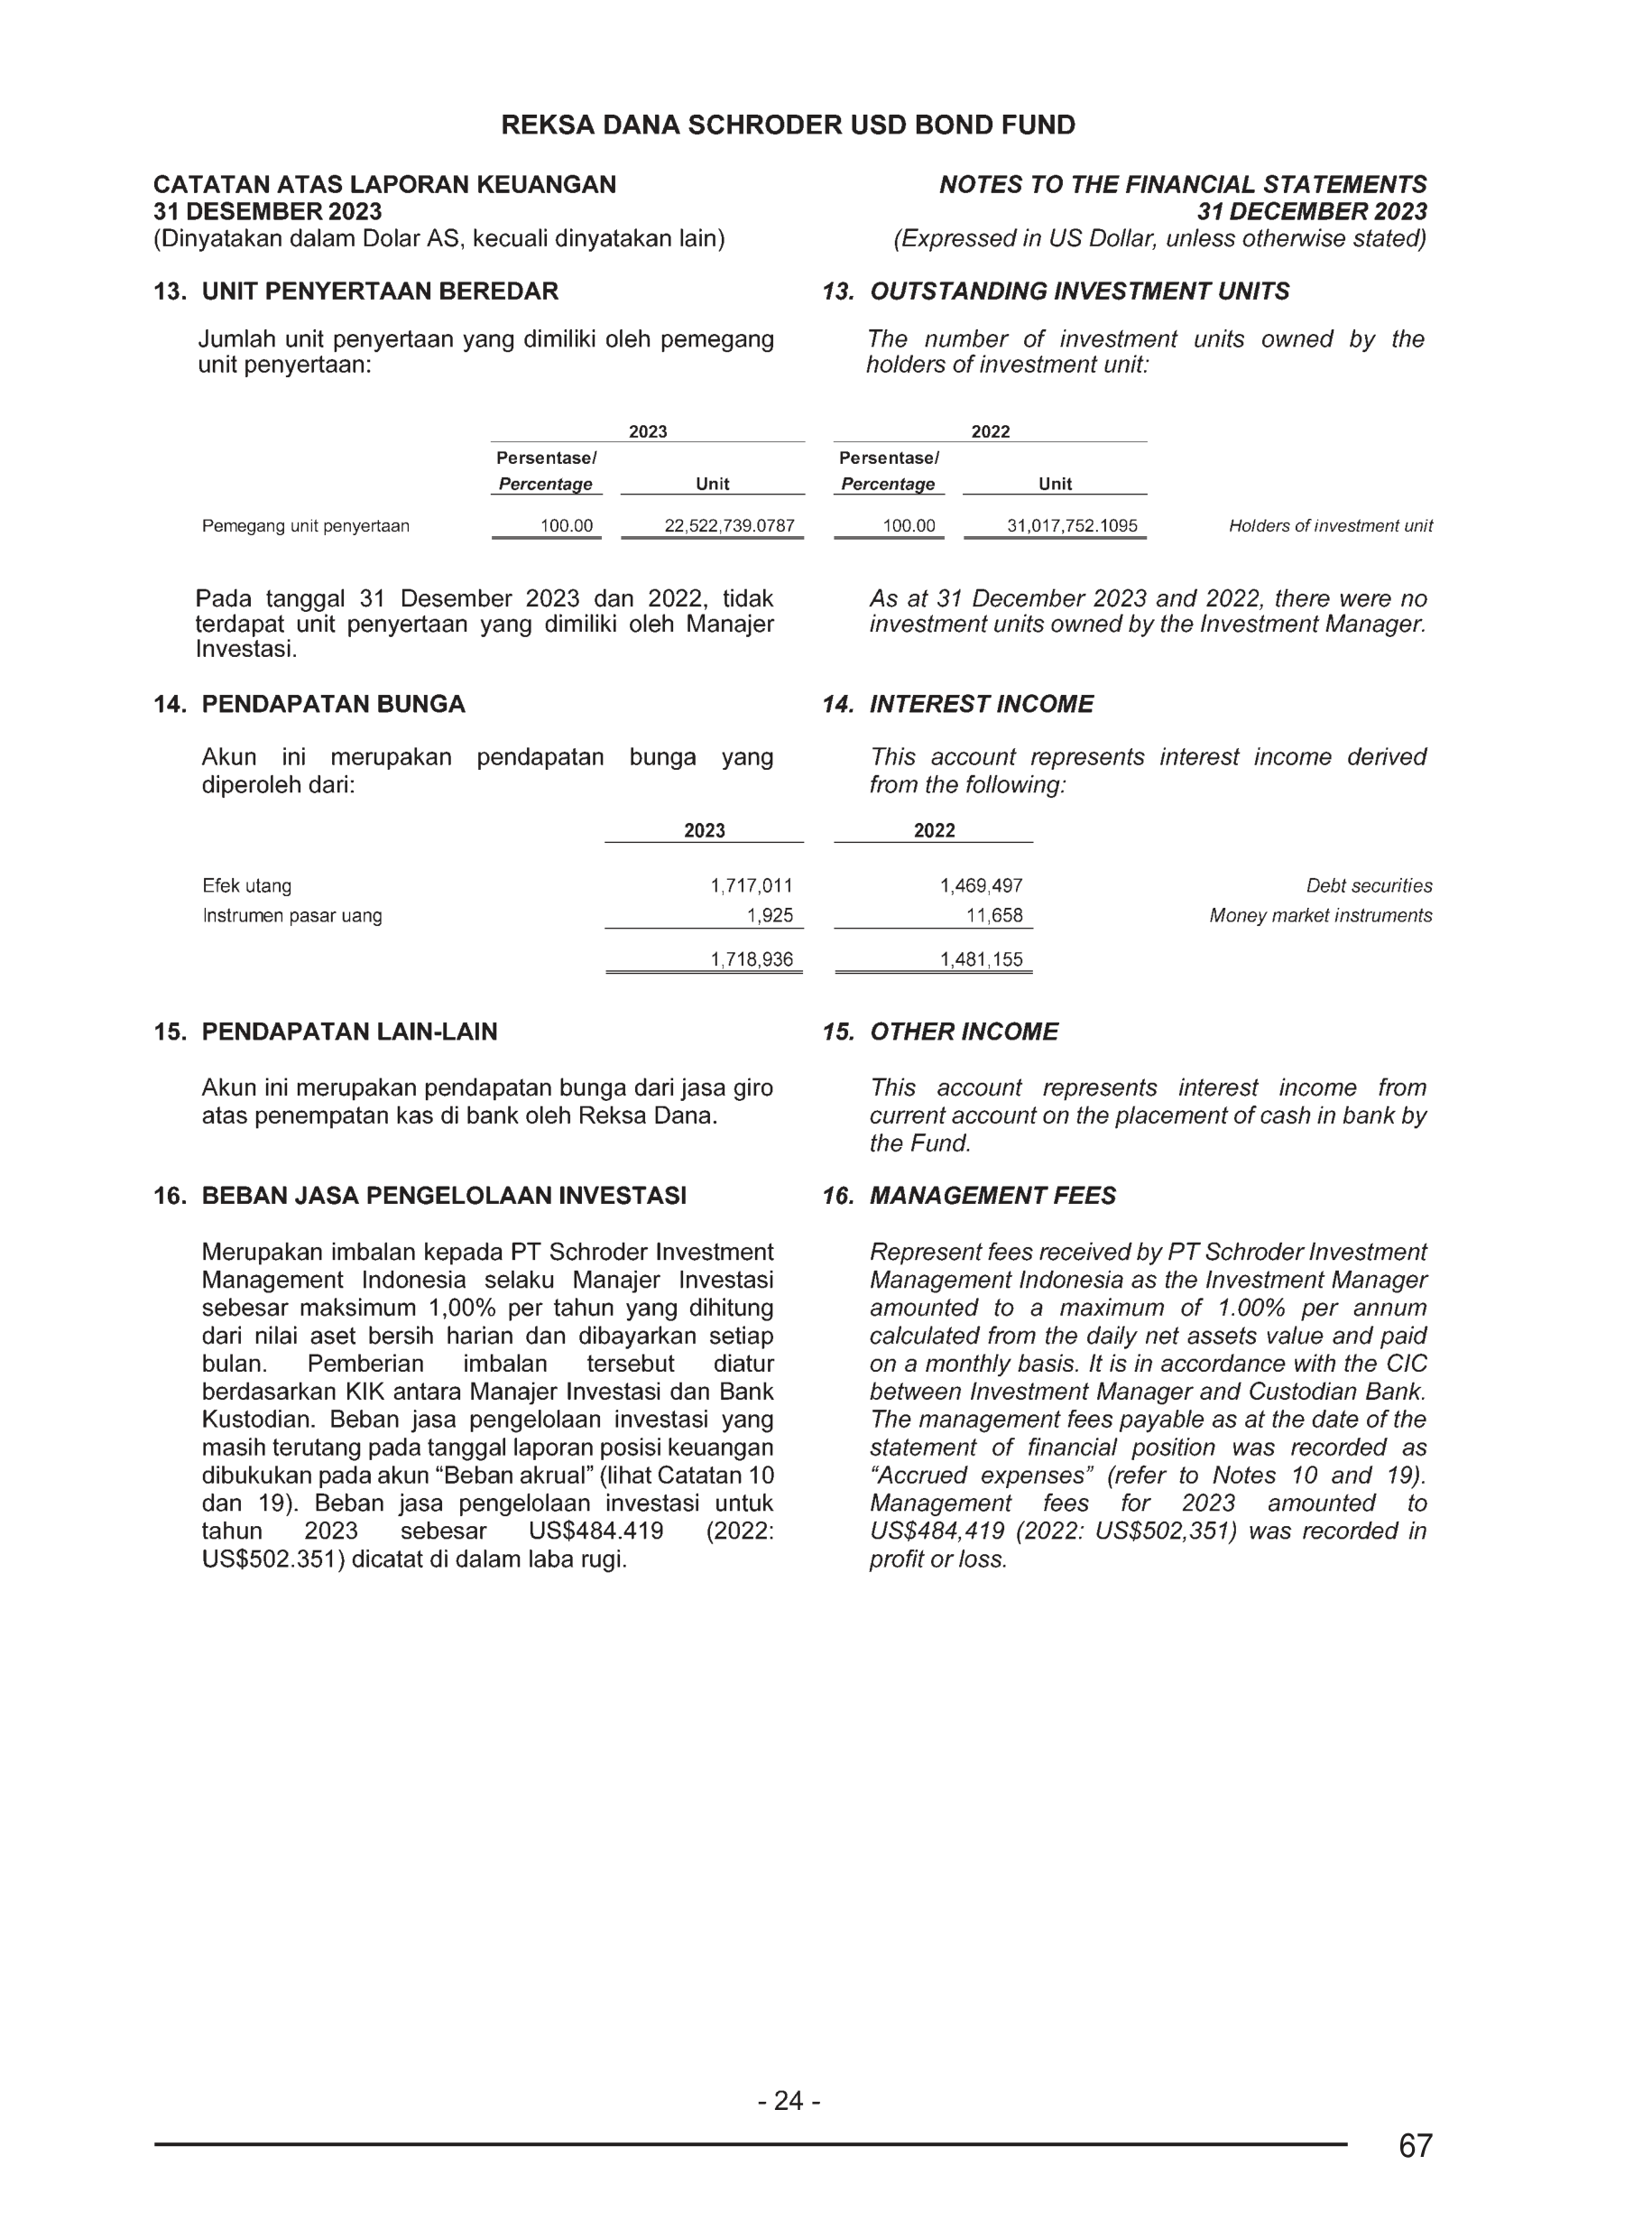 REKSA DANA SCHRODER USD BOND FUND
CATATAN ATAS LAPORAN KEUANGAN
31 DESEMBER 2023
(Dinyatakan dalam Dolar AS, kecuali dinyatakan lain)
NOTES TO THE FINANCIAL STATEMENTS
31 DECEMBER 2023
(Expressed in US Dollar, unless otherwise stated)
13. UNIT PENYERTAAN BEREDAR
Jumlah unit penyertaan yang dimiliki oleh pemegang
unit penyertaan:
13. OUTSTANDING INVESTMENT UNITS
The number of investment units owned by the
holders of investment unit:
2023 2022
Persentase/ Persentase/
Percentage Unit Percentage Unit
Pemegang unit penyertaan 100.00 22,522,739.0787 100.00 31,017,752.1095 Holders of investment unit
Pada tanggal 31 Desember 2023 dan 2022, tidak
terdapat unit penyertaan yang dimiliki oleh Manajer
Investasi.
As at 31 December 2023 and 2022, there were no
investment units owned by the Investment Manager.
14. PENDAPATAN BUNGA
Akun ini merupakan pendapatan bunga yang
diperoleh dari:
14. INTEREST INCOME
This account represents interest income derived
from the following:
2023 2022
Efek utang 1,717,011 1,469,497 Debt securities
Instrumen pasar uang 1,925 11,658 Money market instruments
1,718,936 1,481,155
15. PENDAPATAN LAIN-LAIN
Akun ini merupakan pendapatan bunga dari jasa giro
atas penempatan kas di bank oleh Reksa Dana.
15. OTHER INCOME
This account represents interest income from
current account on the placement of cash in bank by
the Fund.
16. BEBAN JASA PENGELOLAAN INVESTASI
Merupakan imbalan kepada PT Schroder Investment
Management Indonesia selaku Manajer Investasi
sebesar maksimum 1,00% per tahun yang dihitung
dari nilai aset bersih harian dan dibayarkan setiap
bulan. Pemberian imbalan tersebut diatur
berdasarkan KIK antara Manajer Investasi dan Bank
Kustodian. Beban jasa pengelolaan investasi yang
masih terutang pada tanggal laporan posisi keuangan
dibukukan pada akun “Beban akrual” (lihat Catatan 10
dan 19). Beban jasa pengelolaan investasi untuk
tahun 2023 sebesar US$484.419 (2022:
US$502.351) dicatat di dalam laba rugi.
16. MANAGEMENT FEES
Represent fees received by PT Schroder Investment
Management Indonesia as the Investment Manager
amounted to a maximum of 1.00% per annum
calculated from the daily net assets value and paid
on a monthly basis. It is in accordance with the CIC
between Investment Manager and Custodian Bank.
The management fees payable as at the date of the
statement of financial position was recorded as
“Accrued expenses” (refer to Notes 10 and 19).
Management fees for 2023 amounted to
US$484,419 (2022: US$502,351) was recorded in
profit or loss.
- 24 -
67